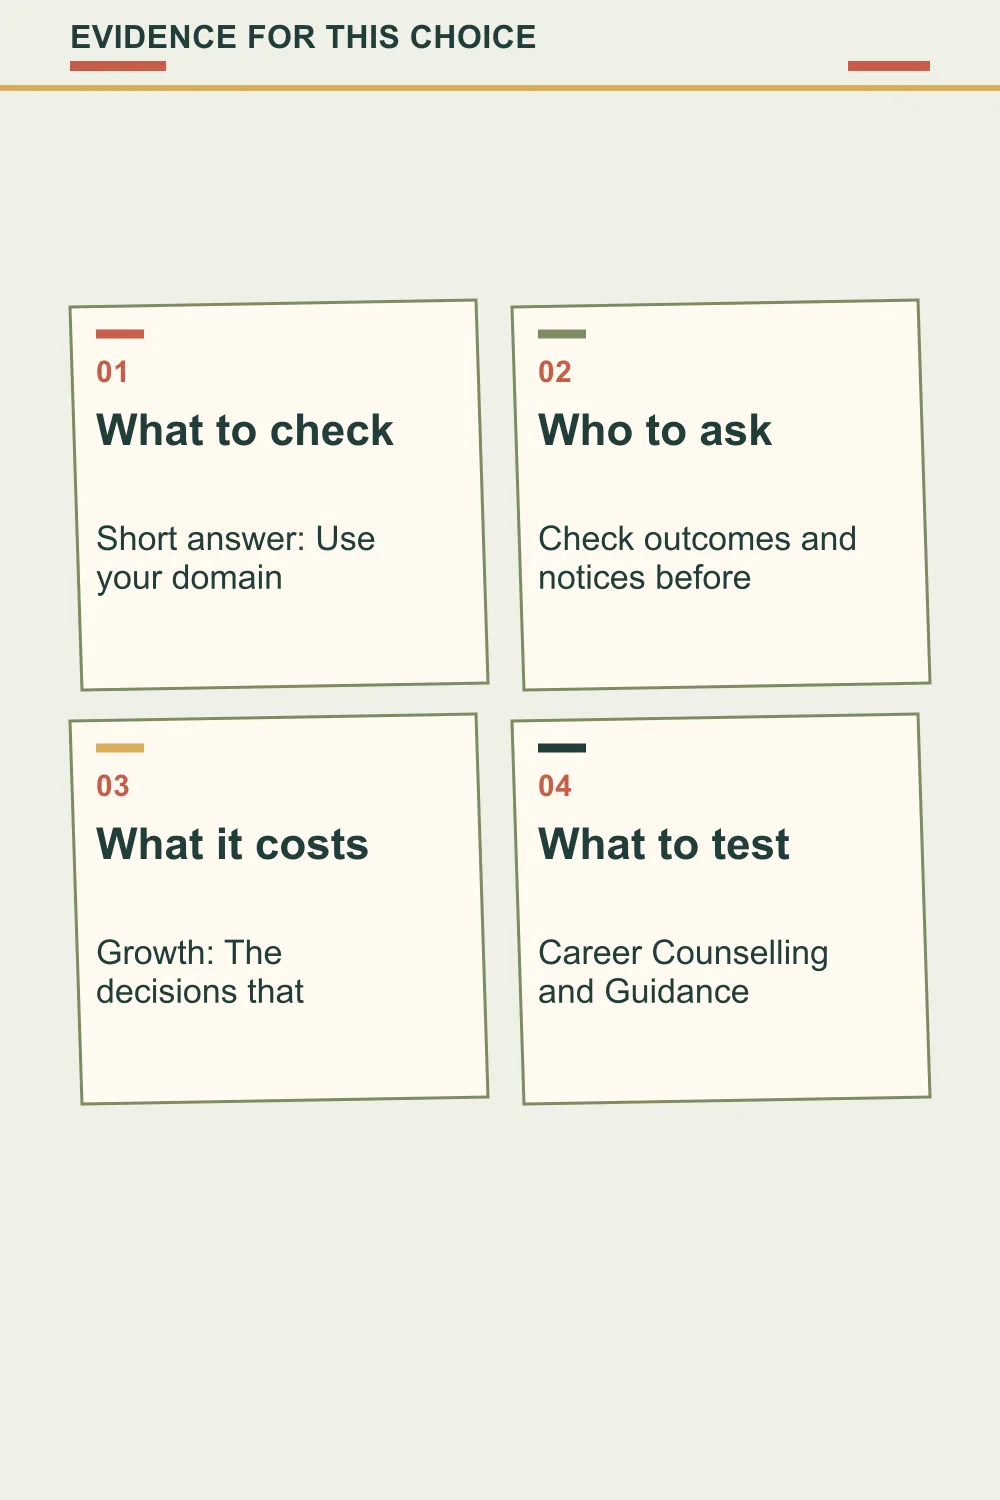 EVIDENCE FOR THIS CHOICE
01
What to check
Short answer: Use
your domain
02
Who to ask
Check outcomes and
notices before
03
What it costs
Growth: The
decisions that
04
What to test
Career Counselling
and Guidance